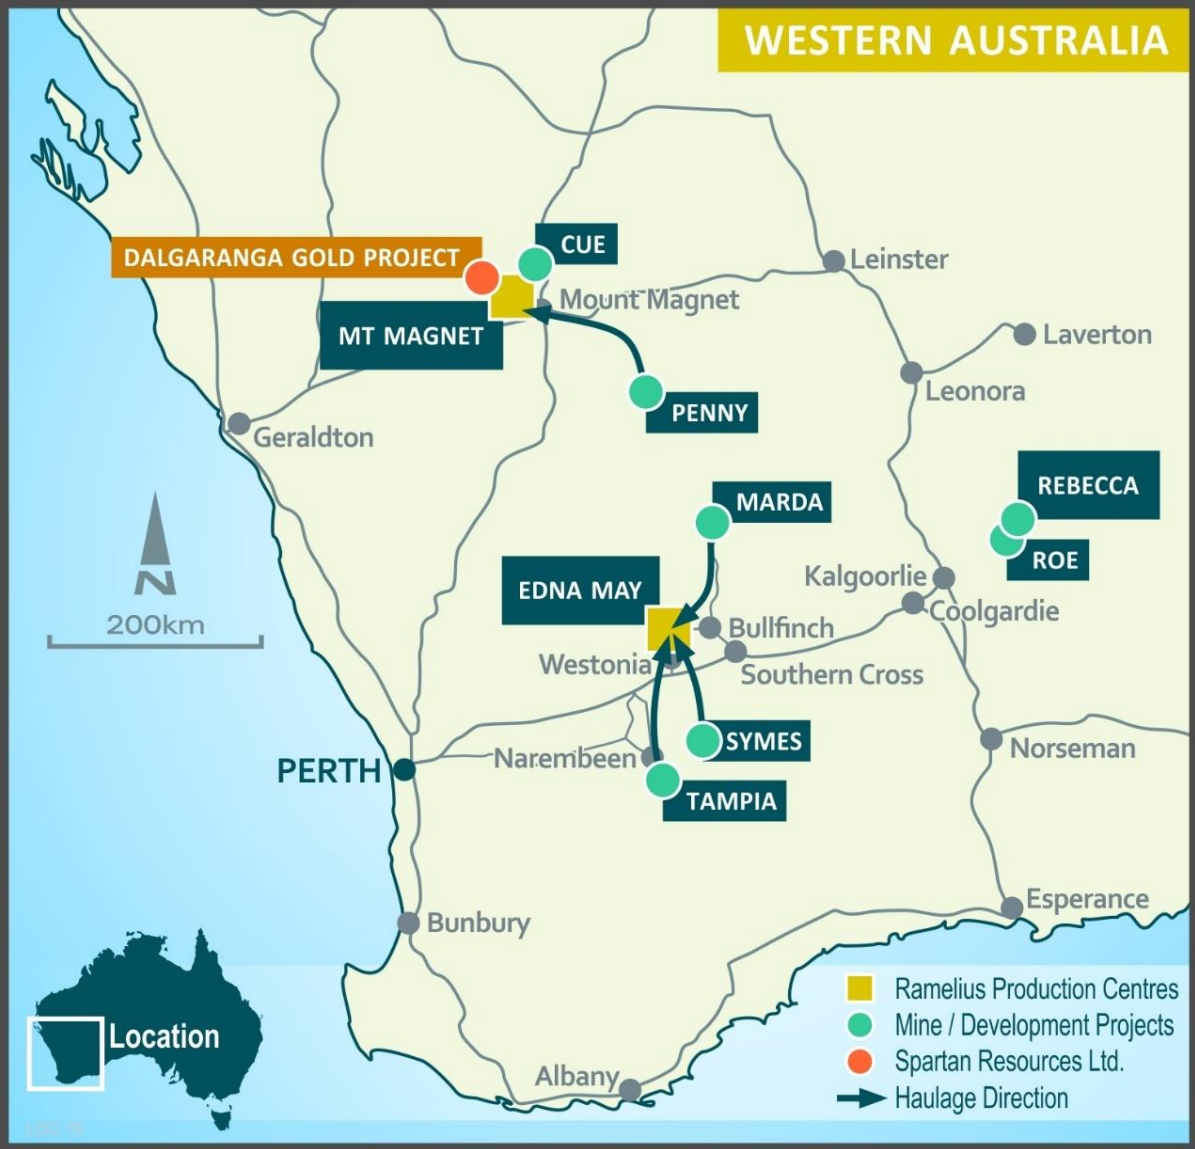 WESTERN AUSTRALIA
CUE
DALGARANGA GOLD PROJECT
Leinster
Mount Magnet
MT MAGNET
Laverton
Leonora
PENNY
Geraldton
REBECCA
MARDA
ROE
Kalgoorlie
EDNA MAY
Coolgardie
N
200km
Bullfinch
Westonia
Southern Cross
SYMES
Norseman
Narembeen
PERTH
TAMPIA
Esperance
Bunbury
Ramelius Production Centres
Mine / Development Projects
Location
Spartan Resources Ltd.
Albany
Haulage Direction